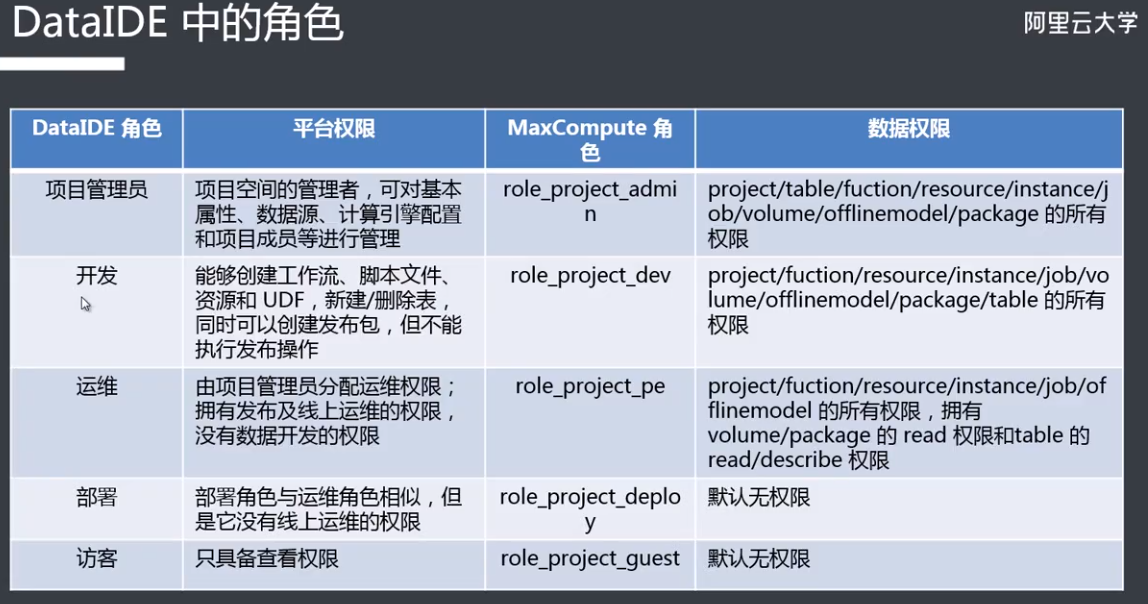 DataIDE 中的角色
阿里云大学
DataIDE 角色
平台权限
MaxCompute 角
色
数据权限
项目管理员
项目空间的管理者，可对基本
属性、数据源、计算引擎配置
和项目成员等进行管理
role_project_admi
n
project/table/fuction/resource/instance/j
ob/volume/offlinemodel/package 的所有
权限
开发
能够创建工作流、脚本文件、
资源和 UDF，新建/删除表，
同时可以创建发布包，但不能
执行发布操作
role_project_dev
project/fuction/resource/instance/job/vo
lume/offlinemodel/package/table 的所有
权限
运维
由项目管理员分配运维权限；
拥有发布及线上运维的权限，
没有数据开发的权限
role_project_pe
project/fuction/resource/instance/job/of
flinemodel 的所有权限，拥有
volume/package 的 read 权限和table 的
read/describe 权限
部署
部署角色与运维角色相似，但
是它没有线上运维的权限
role_project_deplo
y
默认无权限
访客
只具备查看权限
role_project_guest
默认无权限